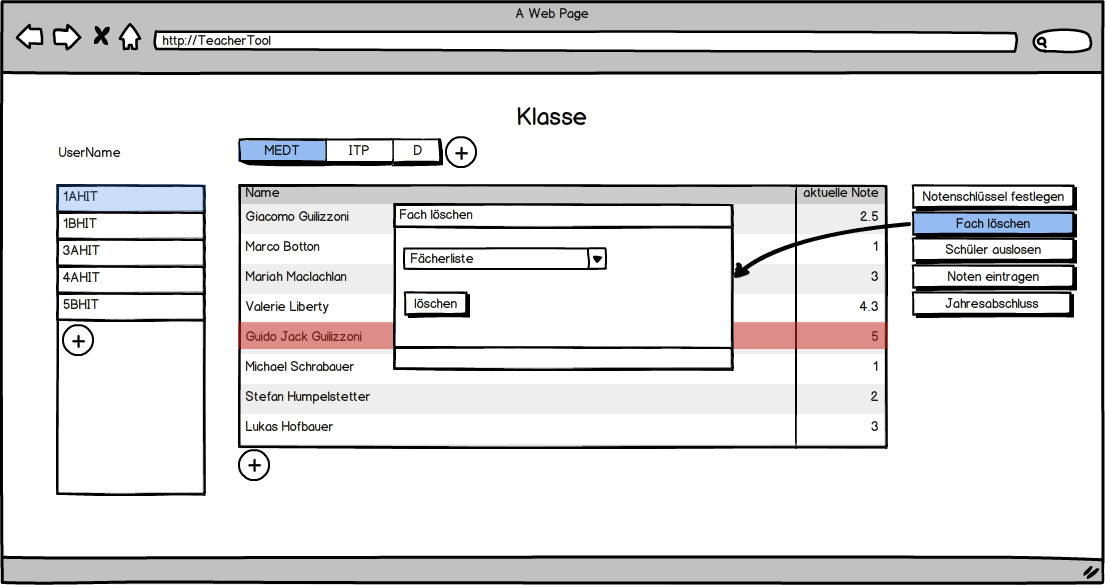 A Web Page
http://TeacherTool
Klasse
UserName
MEDT ITP D
1AHIT
1BHIT
3AHIT
4AHIT
5BHIT
Name aktuelle Note
Giacomo Guilizzoni 2.5
Marco Botton 1
Mariah Maclachlan 3
Valerie Liberty 4.3
Guido Jack Guilizzoni 5
Michael Schrabauer 1
Stefan Humpelstetter 2
Lukas Hofbauer 3
Fach löschen
Fächerliste
löschen
Notenschlüssel festlegen
Fach löschen
Schüler auslosen
Noten eintragen
Jahresabschluss